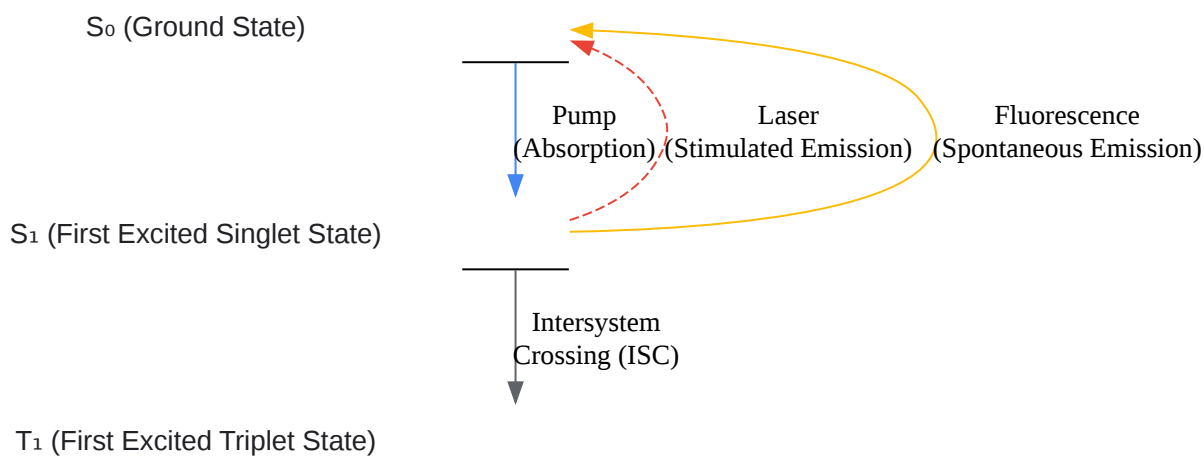 S₀ (Ground State)
Pump
(Absorption)
Laser
(Stimulated Emission)
Fluorescence
(Spontaneous Emission)
S₁ (First Excited Singlet State)
Intersystem
Crossing (ISC)
T₁ (First Excited Triplet State)